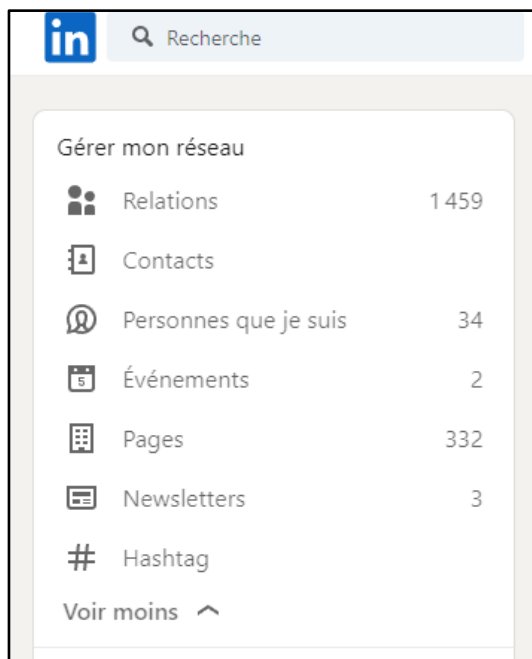 in Recherche
Gérer mon réseau
Relations 1 459
Contacts
Personnes que je suis 34
5 Événements 2
Pages 332
Newsletters 3
# Hashtag
Voir moins